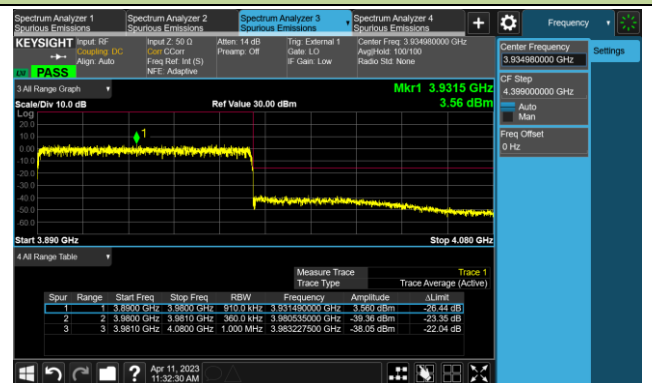 Spectrum Analyzer 1
Spurious Emissions
Spectrum Analyzer 2
Spurious Emissions
Spectrum Analyzer 3
Spurious Emissions
Spectrum Analyzer 4
Spurious Emissions
Frequency
KEYSIGHT
Input: RF
Coupling: DC
Align: Auto
Input Z: 50 Ω
Corr CCorr
Freq Ref: Int (S)
NFE: Adaptive
Atten: 14 dB
Preamp: Off
Trig: External 1
Gate: LO
IF Gain: Low
Center Freq: 3.934980000 GHz
Avg|Hold: 100/100
Radio Std: None
PASS
Center Frequency
3.934980000 GHz
Settings
CF Step
4.399000000 GHz
Auto
Man
Freq Offset
0 Hz
3 All Range Graph
Mkr1 3.9315 GHz
3.56 dBm
Scale/Div 10.0 dB
Ref Value 30.00 dBm
Log
20.0
10.0
0.00
-10.0
-20.0
-30.0
-40.0
-50.0
-60.0
1
Start 3.890 GHz
Stop 4.080 GHz
4 All Range Table
Measure Trace Trace 1
Trace Type Trace Average (Active)
Spur Range Start Freq Stop Freq RBW Frequency Amplitude ΔLimit
1 1 3.8900 GHz 3.9800 GHz 910.0 kHz 3.931490000 GHz 3.560 dBm -26.44 dB
2 2 3.9800 GHz 3.9810 GHz 360.0 kHz 3.980535000 GHz -39.36 dBm -23.35 dB
3 3 3.9810 GHz 4.0800 GHz 1.000 MHz 3.983227500 GHz -38.05 dBm -22.04 dB
Apr 11, 2023
11:32:30 AM